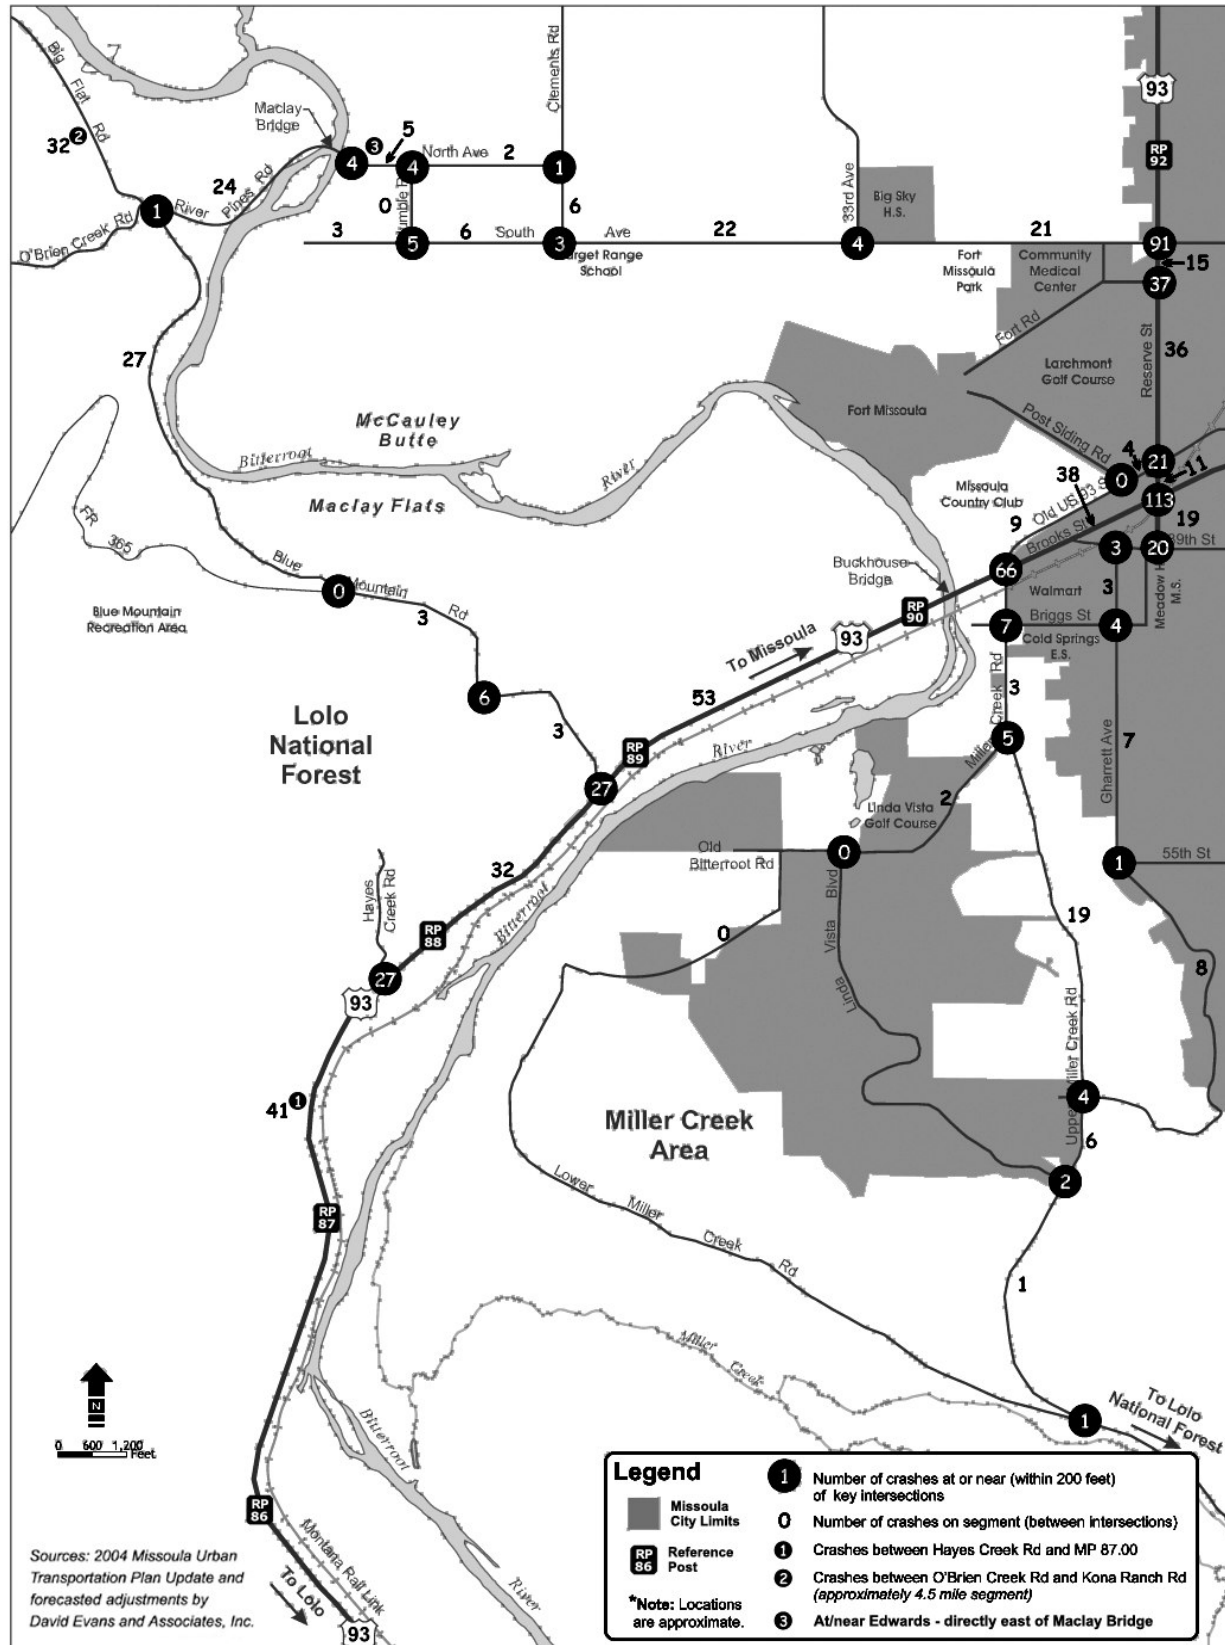 Big
Flat
Rd
32 2
Maclay
Bridge
3
5
4
4
North Ave
2
1
Clements Rd
93
RP
92
24
1
River
Pines Rd
O'Brien Creek Rd
0
6
3
5
6
South
3
Ave
22
33rd Ave
4
Big Sky
H.S.
21
91
15
37
School
Fort
Missoula
Park
Community
Medical
Center
Fort Rd
Reserve St
36
27
Larchmont
Golf Course
McCauley
Butte
Fort Missoula
Post Siding Rd
Bitterroot
River
Maclay Flats
Missoula
Country Club
38
4
21
11
0
113
9
Old US 93 S
Brooks St
19
39th St
3
20
FR
365
Blue
Mountain
Rd
0
3
Blue Mountain
Recreation Area
Buckhouse
Bridge
66
Walmart
3
M.S.
RP
90
7
Briggs St
4
Cold Springs
E.S.
To Missoula
93
53
6
3
3
Miller Creek Rd
5
7
Gharrett Ave
Lolo
National
Forest
RP
89
River
27
2
Linda Vista
Golf Course
Old
Bitterroot Rd
0
1
55th St
32
Hayes
Creek Rd
Bitterroot
RP
88
0
Linda
Vista
Blvd
19
8
27
93
41 1
Upper Miller Creek Rd
4
6
Miller Creek
Area
2
RP
87
Lower
Miller
Creek
Rd
1
Miller
Creek
1
To Lolo
National Forest
N
0 600 1,200
Feet
Bitterroot
River
RP
86
Montana Rail Link
To Lolo
93
Sources: 2004 Missoula Urban
Transportation Plan Update and
forecasted adjustments by
David Evans and Associates, Inc.
Legend
Missoula
City Limits
RP
86
Reference
Post
*Note: Locations
are approximate.
1 Number of crashes at or near (within 200 feet)
of key intersections
0 Number of crashes on segment (between intersections)
1 Crashes between Hayes Creek Rd and MP 87.00
2 Crashes between O'Brien Creek Rd and Kona Ranch Rd
(approximately 4.5 mile segment)
3 At/near Edwards - directly east of Maclay Bridge